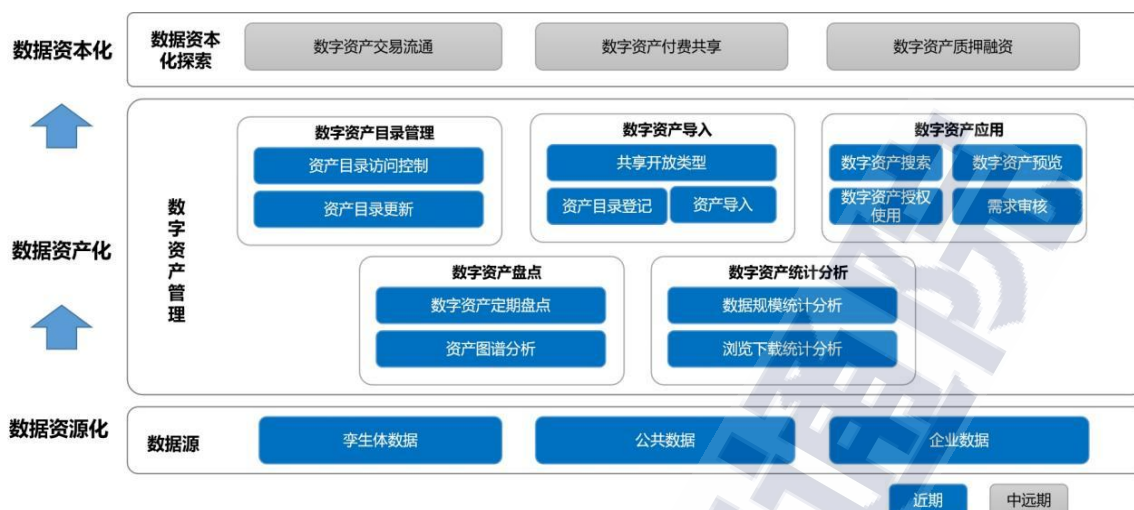 数据资本化
数据资本
化探索
数字资产交易流通
数字资产付费共享
数字资产质押融资
数据资产化
数字资产管理
数字资产目录管理
资产目录访问控制
资产目录更新
数字资产导入
共享开放类型
资产目录登记
资产导入
数字资产应用
数字资产搜索
数字资产预览
数字资产授权
使用
需求审核
数字资产盘点
数字资产定期盘点
资产图谱分析
数字资产统计分析
数据规模统计分析
浏览下载统计分析
数据资源化
数据源
孪生体数据
公共数据
企业数据
近期
中远期